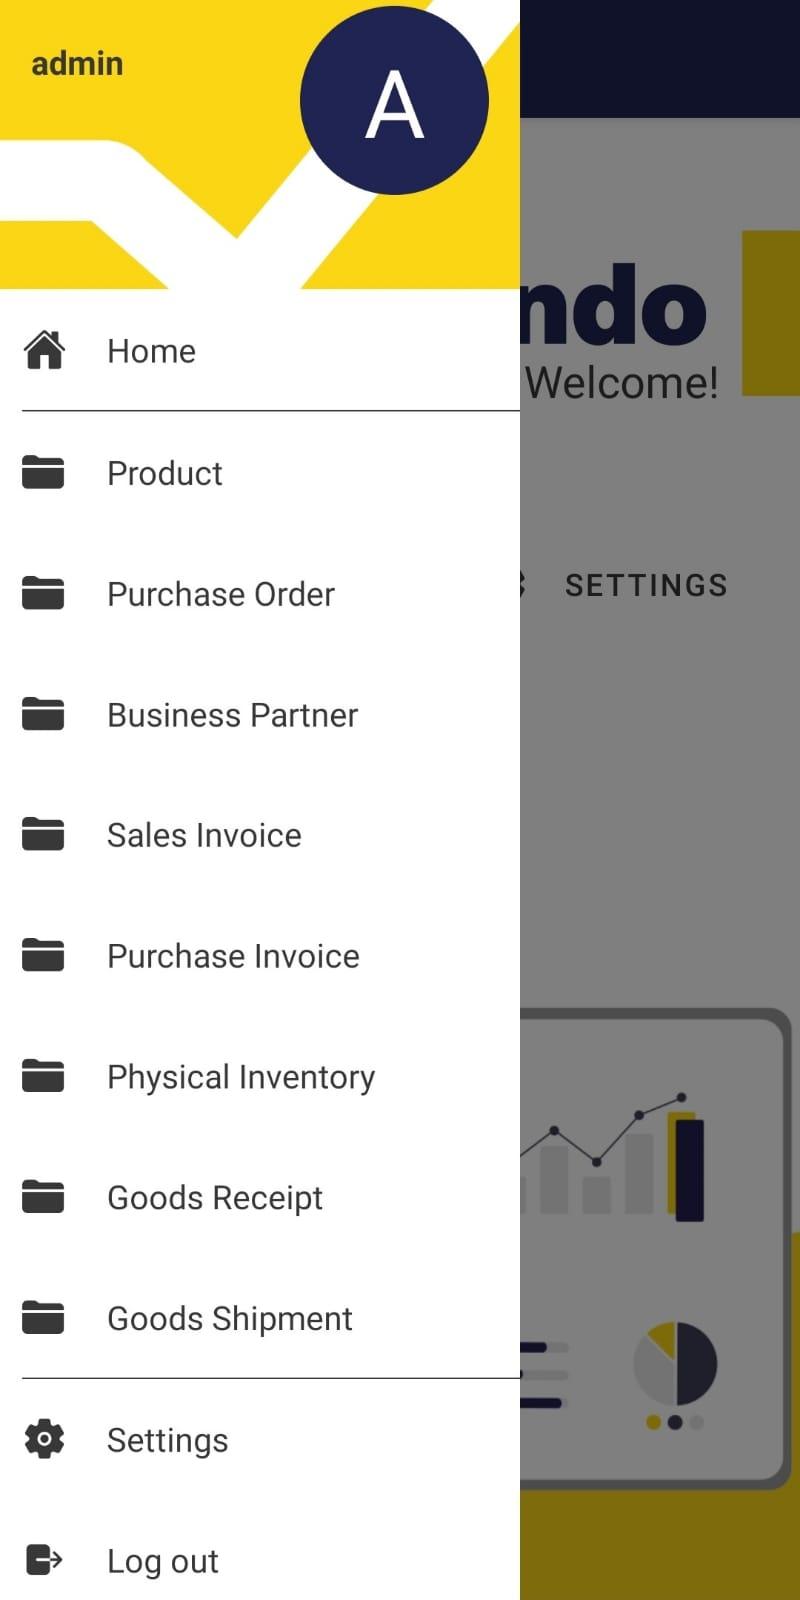 admin
A
ndo
Welcome!
SETTINGS
Home
Product
Purchase Order
Business Partner
Sales Invoice
Purchase Invoice
Physical Inventory
Goods Receipt
Goods Shipment
Settings
Log out